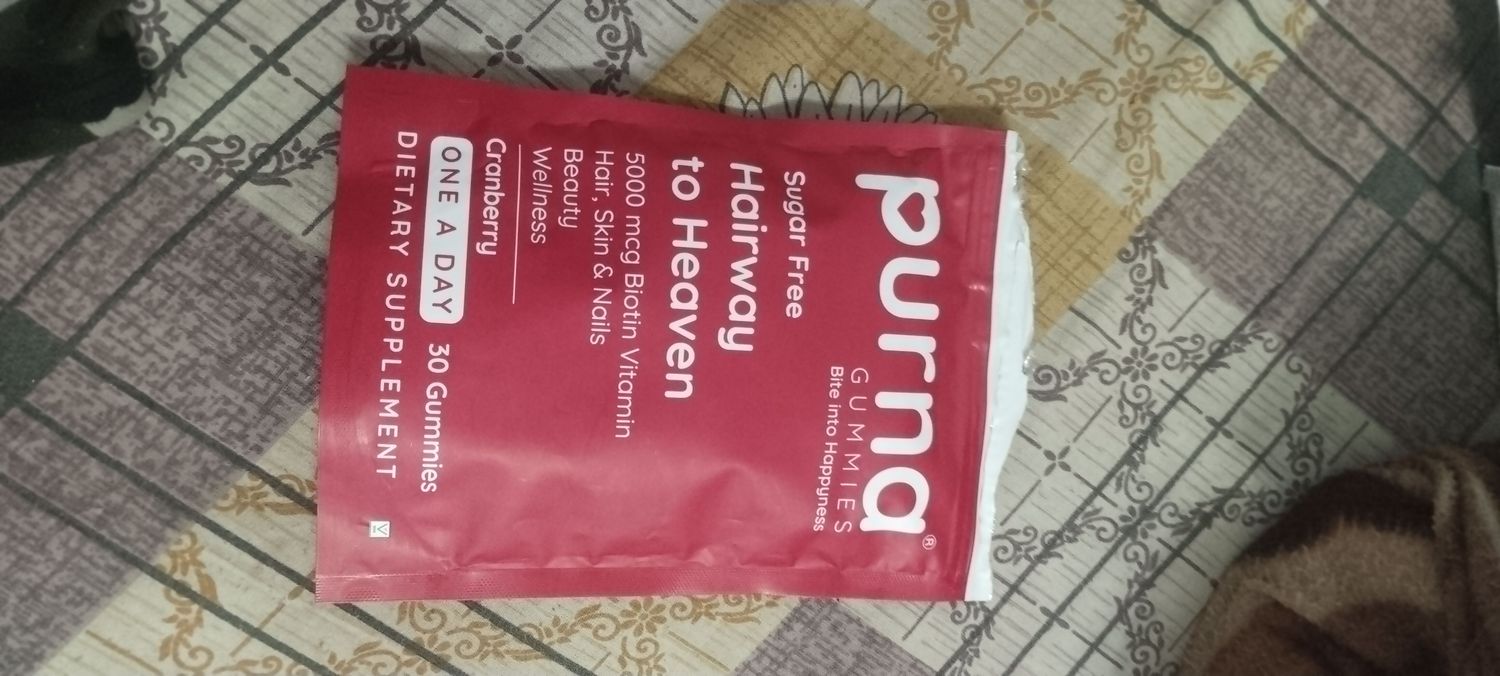 purna®
GUMMIES
Bite into Happyness
Sugar Free
Hairway
to Heaven
5000 mcg Biotin Vitamin
Hair, Skin & Nails
Beauty
Wellness
Cranberry
ONE A DAY 30 Gummies
DIETARY SUPPLEMENT
V